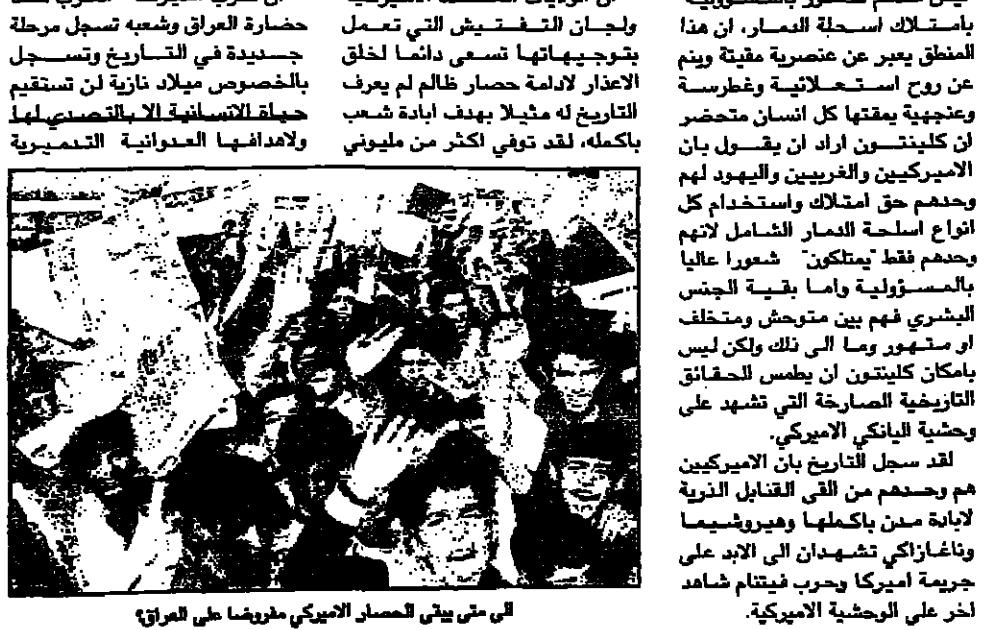 بامتلاك اسحلة الدمار، ان هذا
المنطق يعبر عن عنصرية مقيتة وينم
عن روح استعلائية وغطرسة
وعنجهية يمقتها كل انسان متحضر
ان كلينتون اراد ان يقول بان
الاميركيين والغربيين واليهود لهم
وحدهم حق امتلاك واستخدام كل
انواع اسلحة الدمار الشامل لانهم
وحدهم فقط "يمتلكون" شعورا عاليا
بالمسؤولية واما بقية الجنس
البشري فهم بين متوحش ومتخلف
او متهور وما الى ذلك ولكن ليس
بامكان كلينتون ان يطمس الحقائق
التاريخية الصارخة التي تشهد على
وحشية اليانكي الاميركي.
لقد سجل التاريخ بان الاميركيين
هم وحدهم من القى القنابل الذرية
لابادة مدن باكملها وهيروشيما
وناغازاكي تشهدان الى الابد على
جريمة اميركا وحرب فيتنام شاهد
اخر على الوحشية الاميركية.
ولجان التفتيش التي تعمل
بتوجيهاتها تسعى دائما لخلق
الاعذار لادامة حصار ظالم لم يعرف
التاريخ له مثيلا بهدف ابادة شعب
باكمله، لقد توفي اكثر من مليوني
حضارة العراق وشعبه تسجل مرحلة
جديدة في التاريخ وتسجل
بالخصوص ميلاد نازية لن تستقيم
حياة الانسانية الا بالتصدي لها
ولاهدافها العدوانية التدميرية
الى متى يبقى الحصار الاميركي مفروضا على العراق؟